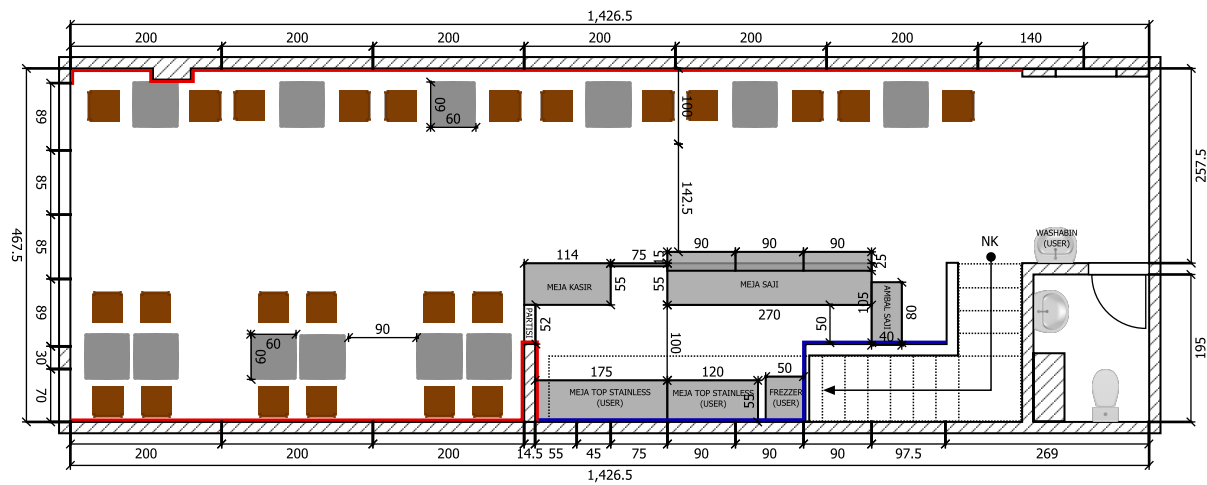 1,426.5
200 200 200 200 200 200 140
89 85 85 89 30 70
467.5
257.5
195
60 60
100
142.5
90 90 90
15
25
114 75
MEJA KASIR
55 55
MEJA SAJI
270
105
50
AMBAL SAJI
80
40
NK
WASHABIN
(USER)
PARTISI
52
100
60 60
90
175 120 50
MEJA TOP STAINLESS
(USER)
MEJA TOP STAINLESS
(USER)
55
FREZZER
(USER)
200 200 200 14.5 55 45 75 90 90 90 97.5 269
1,426.5